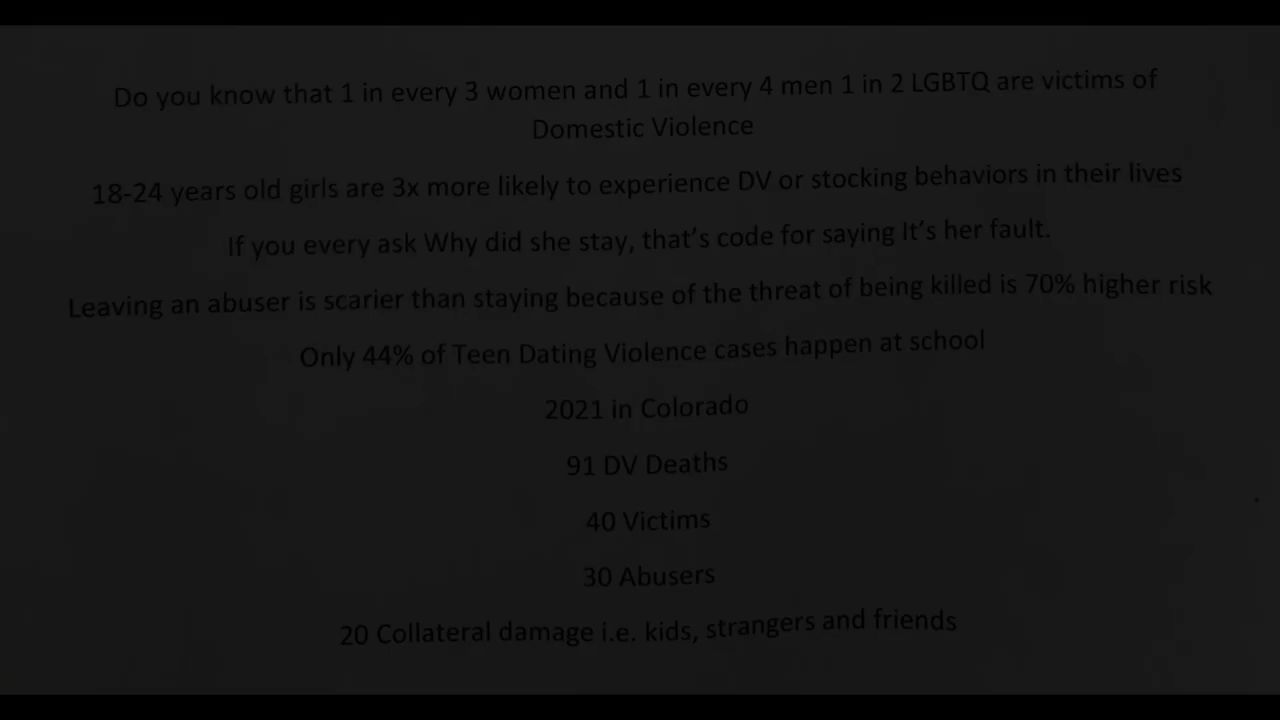 Do you know that 1 in every 3 women and 1 in every 4 men 1 in 2 LGBTQ are victims of
Domestic Violence
18-24 years old girls are 3x more likely to experience DV or stocking behaviors in their lives
If you every ask Why did she stay, that's code for saying It's her fault.
Leaving an abuser is scarier than staying because of the threat of being killed is 70% higher risk
Only 44% of Teen Dating Violence cases happen at school
2021 in Colorado
91 DV Deaths
40 Victims
30 Abusers
20 Collateral damage i.e. kids, strangers and friends